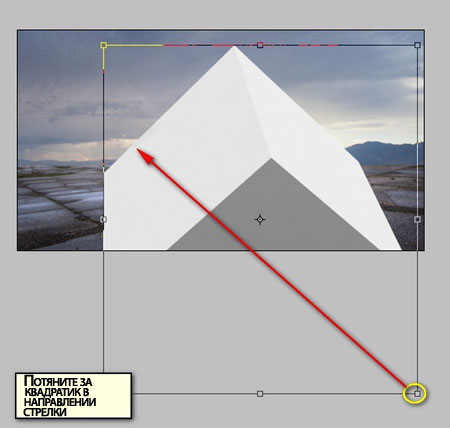 Потяните за
квадратик в
направлении
стрелки